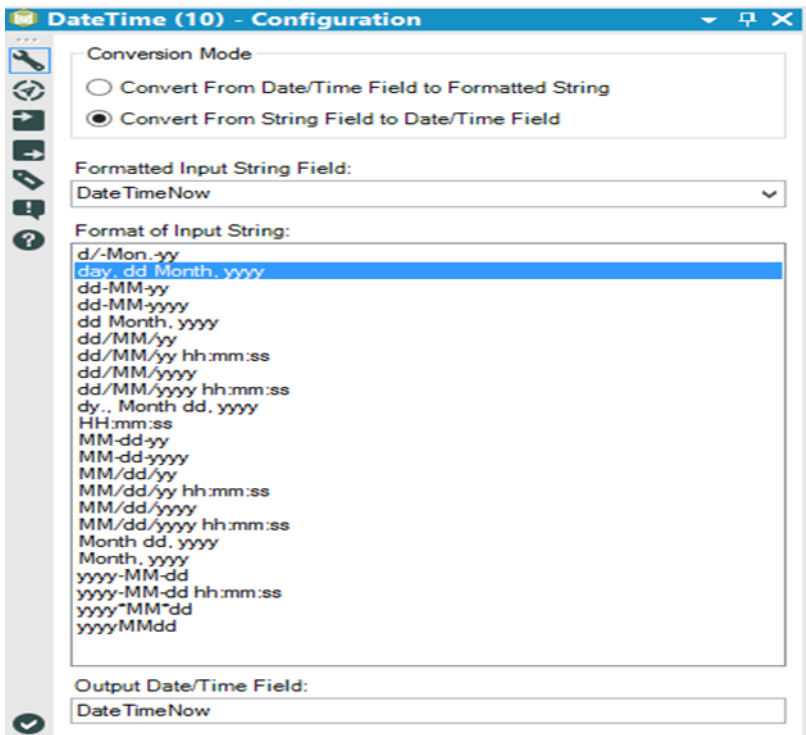 DateTime (10) - Configuration
Conversion Mode
Convert From Date/Time Field to Formatted String
Convert From String Field to Date/Time Field
Formatted Input String Field:
DateTimeNow
Format of Input String:
d/-Mon.-yy
day, dd Month, yyyy
dd-MM-yy
dd-MM-yyyy
dd Month, yyyy
dd/MM/yy
dd/MM/yy hh:mm:ss
dd/MM/yyyy
dd/MM/yyyy hh:mm:ss
dy., Month dd, yyyy
HH:mm:ss
MM-dd-yy
MM-dd-yyyy
MM/dd/yy
MM/dd/yy hh:mm:ss
MM/dd/yyyy
MM/dd/yyyy hh:mm:ss
Month dd, yyyy
Month, yyyy
yyyy-MM-dd
yyyy-MM-dd hh:mm:ss
yyyy*MM*dd
yyyyMMdd
Output Date/Time Field:
DateTimeNow